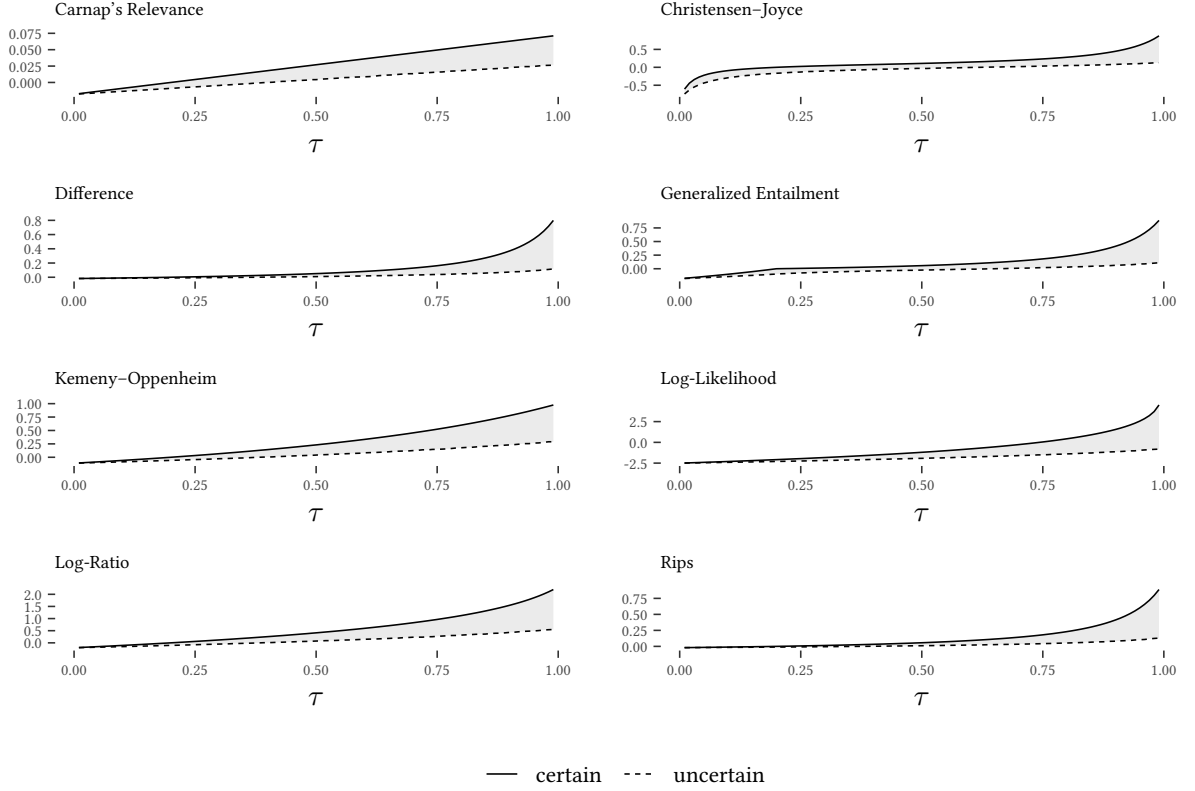 Carnap’s Relevance
0.075
0.050
0.025
0.000
0.00 0.25 0.50 0.75 1.00
τ
Christensen–Joyce
0.5
0.0
-0.5
0.00 0.25 0.50 0.75 1.00
τ
Difference
0.8
0.6
0.4
0.2
0.0
0.00 0.25 0.50 0.75 1.00
τ
Generalized Entailment
0.75
0.50
0.25
0.00
0.00 0.25 0.50 0.75 1.00
τ
Kemeny–Oppenheim
1.00
0.75
0.50
0.25
0.00
0.00 0.25 0.50 0.75 1.00
τ
Log-Likelihood
2.5
0.0
-2.5
0.00 0.25 0.50 0.75 1.00
τ
Log-Ratio
2.0
1.5
1.0
0.5
0.0
0.00 0.25 0.50 0.75 1.00
τ
Rips
0.75
0.50
0.25
0.00
0.00 0.25 0.50 0.75 1.00
τ
certain uncertain